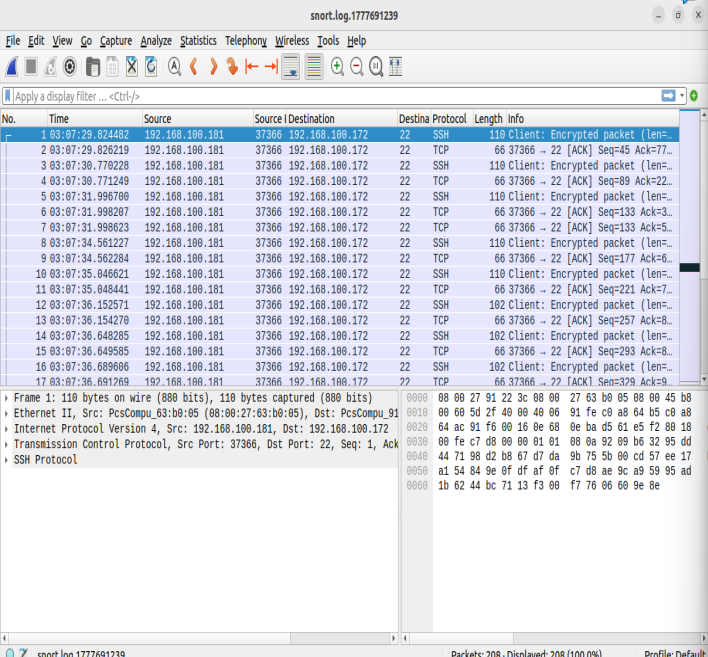 snort.log.1777691239
File Edit View Go Capture Analyze Statistics Telephony Wireless Tools Help
Apply a display filter ... <Ctrl-/>
No. Time Source Source Destination Destina Protocol Length Info
1 03:07:29.824482 192.168.100.181 37366 192.168.100.172 22 SSH 110 Client: Encrypted packet (len=…
2 03:07:29.826219 192.168.100.181 37366 192.168.100.172 22 TCP 66 37366 → 22 [ACK] Seq=45 Ack=77…
3 03:07:30.770228 192.168.100.181 37366 192.168.100.172 22 SSH 110 Client: Encrypted packet (len=…
4 03:07:30.771249 192.168.100.181 37366 192.168.100.172 22 TCP 66 37366 → 22 [ACK] Seq=89 Ack=22…
5 03:07:31.996700 192.168.100.181 37366 192.168.100.172 22 SSH 110 Client: Encrypted packet (len=…
6 03:07:31.998207 192.168.100.181 37366 192.168.100.172 22 TCP 66 37366 → 22 [ACK] Seq=133 Ack=3…
7 03:07:31.998623 192.168.100.181 37366 192.168.100.172 22 TCP 66 37366 → 22 [ACK] Seq=133 Ack=5…
8 03:07:34.561227 192.168.100.181 37366 192.168.100.172 22 SSH 110 Client: Encrypted packet (len=…
9 03:07:34.562284 192.168.100.181 37366 192.168.100.172 22 TCP 66 37366 → 22 [ACK] Seq=177 Ack=6…
10 03:07:35.046621 192.168.100.181 37366 192.168.100.172 22 SSH 110 Client: Encrypted packet (len=…
11 03:07:35.048441 192.168.100.181 37366 192.168.100.172 22 TCP 66 37366 → 22 [ACK] Seq=221 Ack=7…
12 03:07:36.152571 192.168.100.181 37366 192.168.100.172 22 SSH 102 Client: Encrypted packet (len=…
13 03:07:36.154270 192.168.100.181 37366 192.168.100.172 22 TCP 66 37366 → 22 [ACK] Seq=257 Ack=8…
14 03:07:36.648285 192.168.100.181 37366 192.168.100.172 22 SSH 102 Client: Encrypted packet (len=…
15 03:07:36.649585 192.168.100.181 37366 192.168.100.172 22 TCP 66 37366 → 22 [ACK] Seq=293 Ack=8…
16 03:07:36.689606 192.168.100.181 37366 192.168.100.172 22 SSH 102 Client: Encrypted packet (len=…
17 03:07:36.691269 192.168.100.181 37366 192.168.100.172 22 TCP 66 37366 → 22 [ACK] Seq=329 Ack=9…
Frame 1: 110 bytes on wire (880 bits), 110 bytes captured (880 bits)
Ethernet II, Src: PcsCompu_63:b0:05 (08:00:27:63:b0:05), Dst: PcsCompu_91
Internet Protocol Version 4, Src: 192.168.100.181, Dst: 192.168.100.172
Transmission Control Protocol, Src Port: 37366, Dst Port: 22, Seq: 1, Ack
SSH Protocol
0000 08 00 27 91 22 3c 08 00 27 63 b0 05 08 00 45 b8
0010 00 60 5d 2f 40 00 40 06 91 fe c0 a8 64 b5 c0 a8
0020 64 ac 91 f6 00 16 0e 68 0e ba d5 61 e5 f2 80 18
0030 00 fe c7 d8 00 00 01 01 08 0a 92 09 b6 32 95 dd
0040 44 71 98 d2 b8 67 d7 da 9b 75 5b 00 cd 57 ee 17
0050 a1 54 84 9e 0f df af 0f c7 d8 ae 9c a9 59 95 ad
0060 1b 62 44 bc 71 13 f3 00 f7 76 06 60 9e 8e
snort.log.1777691239 Packets: 208 · Displayed: 208 (100.0%) Profile: Default